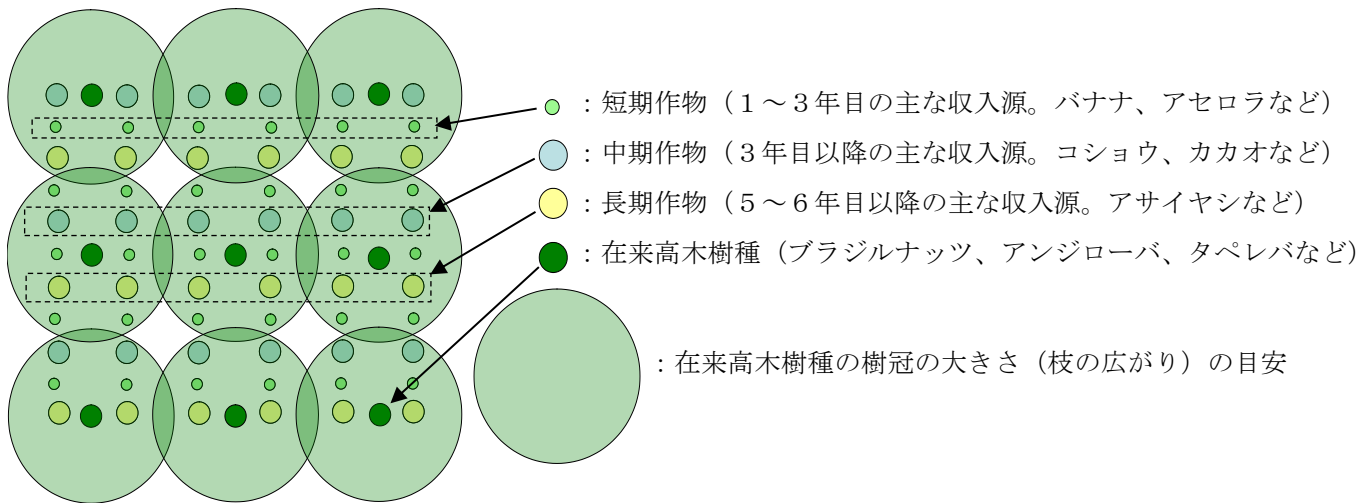 ：短期作物（１～３年目の主な収入源。バナナ、アセロラなど）
：中期作物（３年目以降の主な収入源。コショウ、カカオなど）
：長期作物（５～６年目以降の主な収入源。アサイヤシなど）
：在来高木樹種（ブラジルナッツ、アンジローバ、タペレバなど）
：在来高木樹種の樹冠の大きさ（枝の広がり）の目安